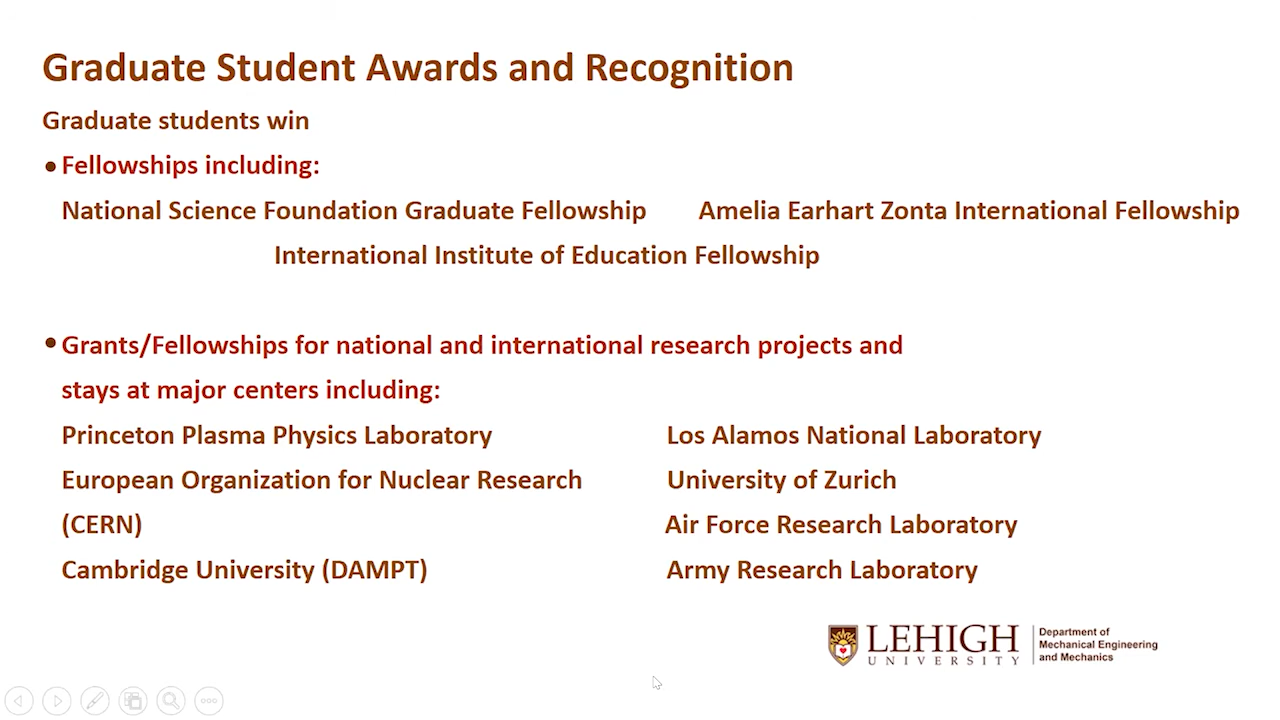 Graduate Student Awards and Recognition
Graduate students win
• Fellowships including:
National Science Foundation Graduate Fellowship Amelia Earhart Zonta International Fellowship
International Institute of Education Fellowship
• Grants/Fellowships for national and international research projects and
stays at major centers including:
Princeton Plasma Physics Laboratory Los Alamos National Laboratory
European Organization for Nuclear Research University of Zurich
(CERN) Air Force Research Laboratory
Cambridge University (DAMPT) Army Research Laboratory
LEHIGH
UNIVERSITY
Department of
Mechanical Engineering
and Mechanics